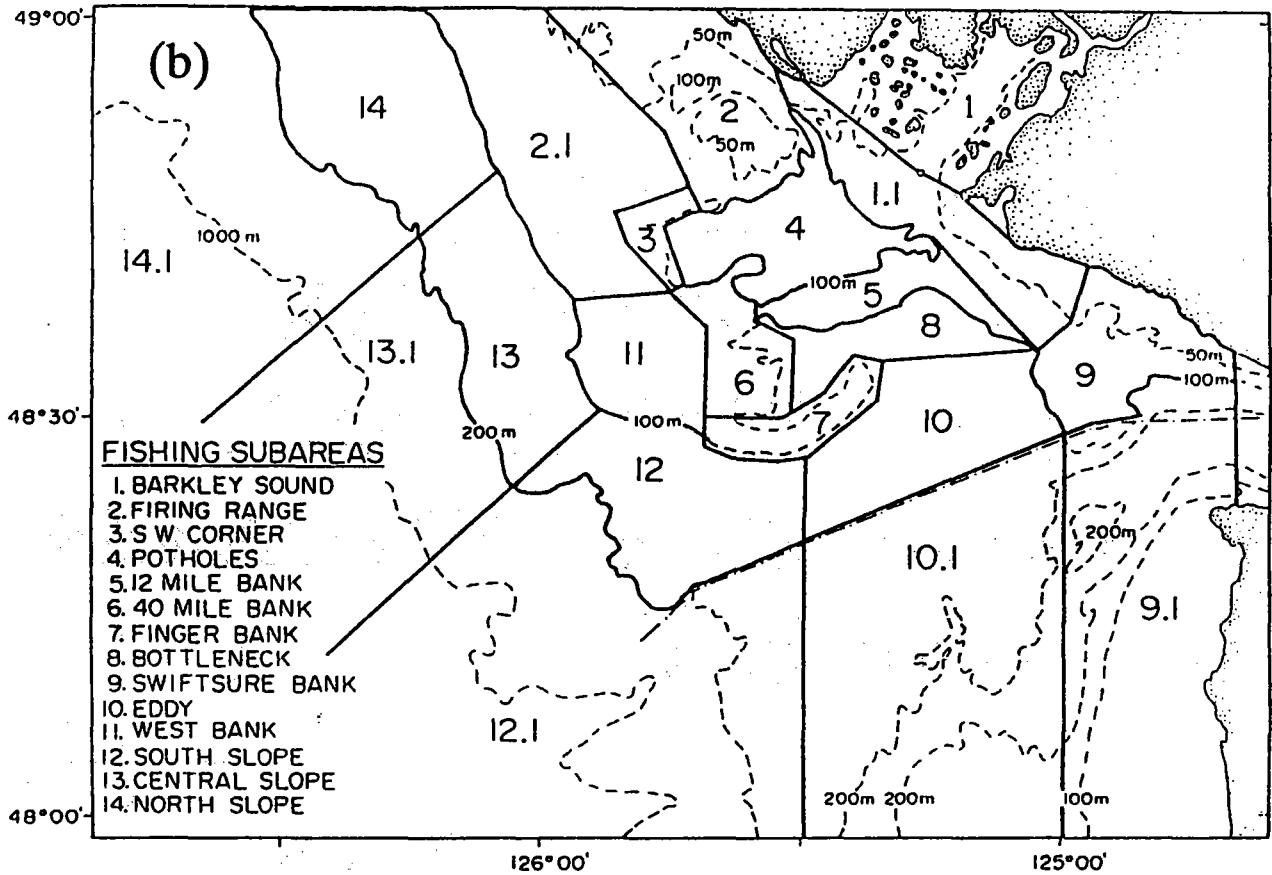 49°00'
(b)
50m
100m
2
50m
1
14
2.1
1.1
3
4
1000 m
14.1
100m
5
8
13.1
13
11
6
9
50m
100m
48°30'
200m
100m
7
10
12
FISHING SUBAREAS
1. BARKLEY SOUND
2. FIRING RANGE
3. S W CORNER
4. POTHOLES
5. 12 MILE BANK
6. 40 MILE BANK
7. FINGER BANK
8. BOTTLENECK
9. SWIFTSURE BANK
10. EDDY
11. WEST BANK
12. SOUTH SLOPE
13. CENTRAL SLOPE
14. NORTH SLOPE
10.1
200m
9.1
12.1
200m
200m
100m
48°00'
126°00'
125°00'